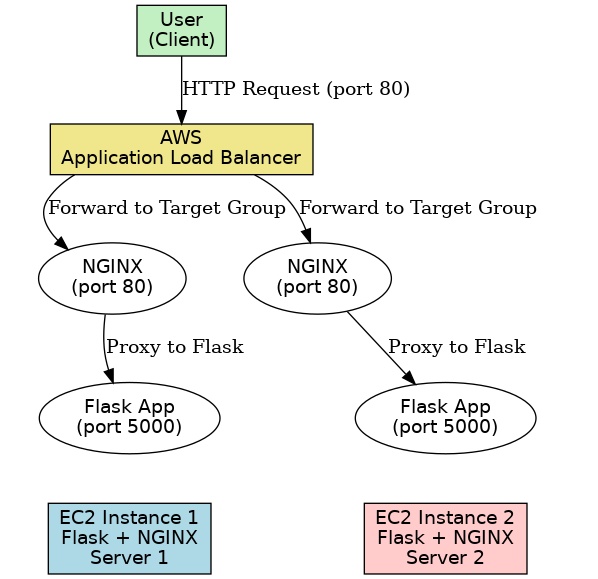 User
(Client)
HTTP Request (port 80)
AWS
Application Load Balancer
Forward to Target Group
Forward to Target Group
NGINX
(port 80)
NGINX
(port 80)
Proxy to Flask
Proxy to Flask
Flask App
(port 5000)
Flask App
(port 5000)
EC2 Instance 1
Flask + NGINX
Server 1
EC2 Instance 2
Flask + NGINX
Server 2